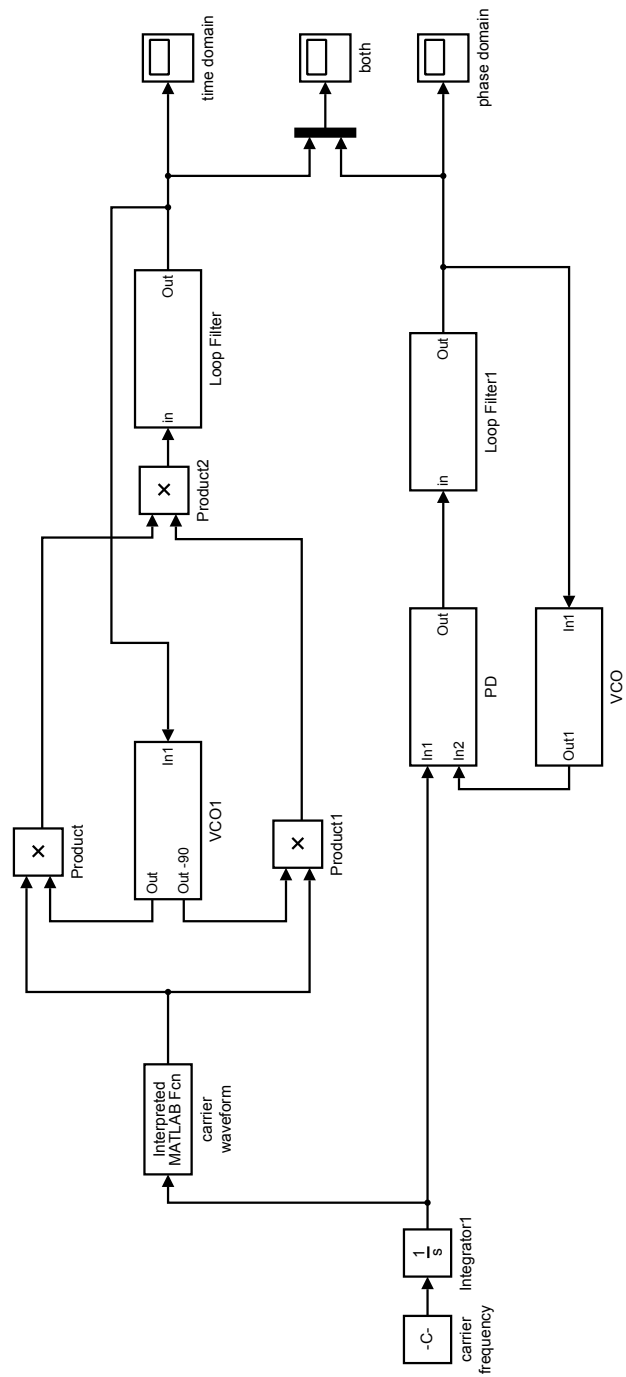 -C-
carrier
frequency
1
s
Integrator1
Interpreted
MATLAB Fcn
carrier
waveform
×
Product
Out
Out -90
In1
VCO1
×
Product1
×
Product2
in
Out
Loop Filter
time domain
both
In1
In2
Out
PD
in
Out
Loop Filter1
phase domain
Out1
In1
VCO